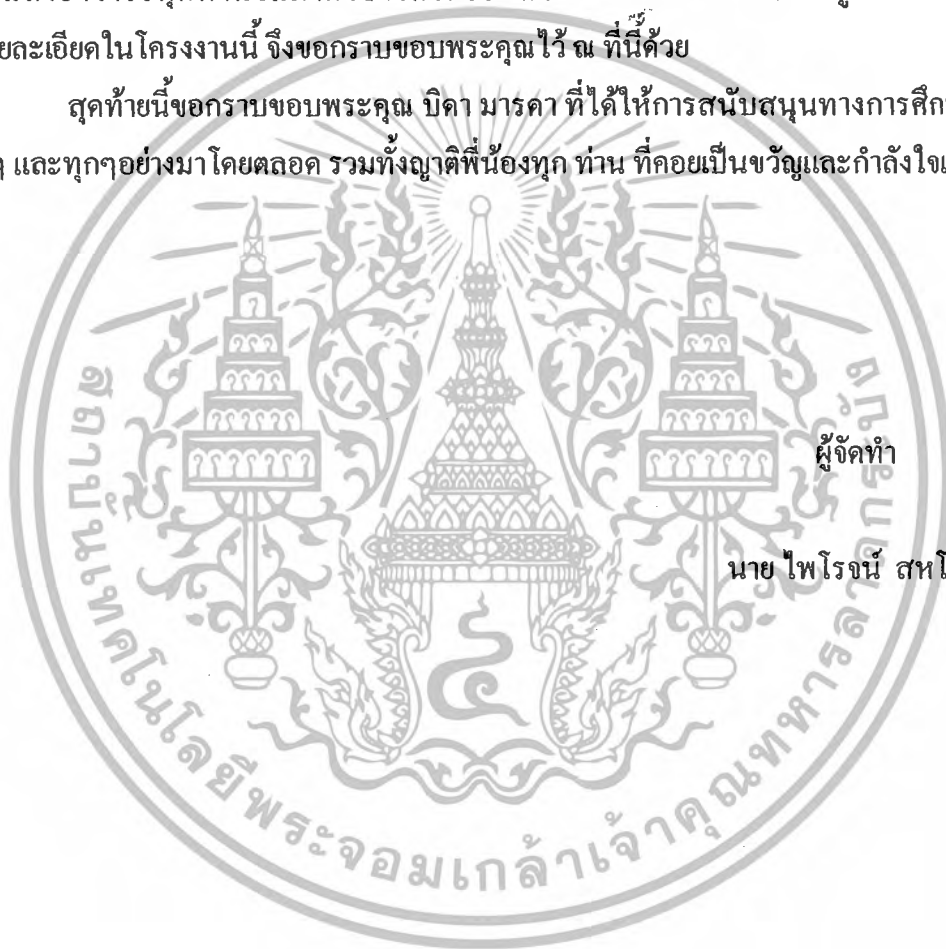 ยละเอียดในโครงงานนี้ จึงขอกราบขอบพระคุณไว้ ณ ที่นี้ด้วย
สุดท้ายนี้ขอกราบขอบพระคุณ บิดา มารดา ที่ได้ให้การสนับสนุนทางการศึก
ๆ และทุกๆอย่างมาโดยตลอด รวมทั้งญาติพี่น้องทุก ท่าน ที่คอยเป็นขวัญและกำลังใจ
ผู้จัดทำ
นาย ไพโรจน์ สหโ
สถาบันเทคโนโลยีพระจอมเกล้าเจ้าคุณทหารลาดกระบัง